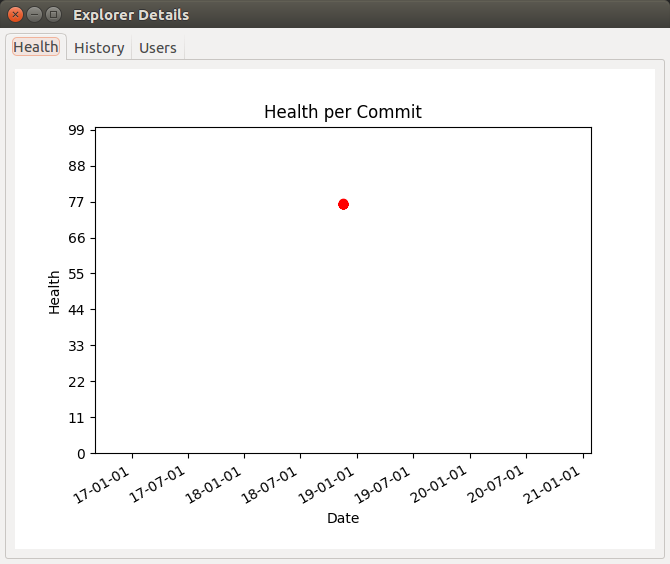 Explorer Details
Health History Users
Health per Commit
99
88
77
66
55
44
33
22
11
0
Health
17-01-01 17-07-01 18-01-01 18-07-01 19-01-01 19-07-01 20-01-01 20-07-01 21-01-01
Date